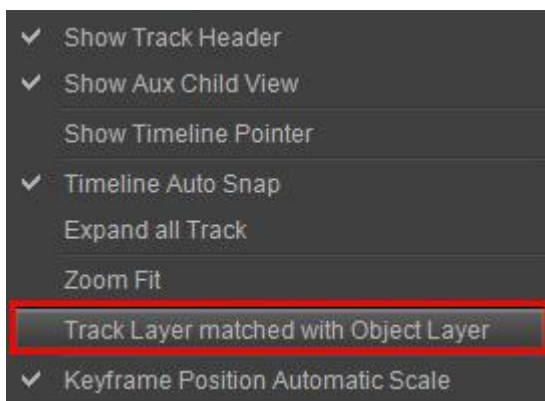 Show Track Header
Show Aux Child View
Show Timeline Pointer
Timeline Auto Snap
Expand all Track
Zoom Fit
Track Layer matched with Object Layer
Keyframe Position Automatic Scale